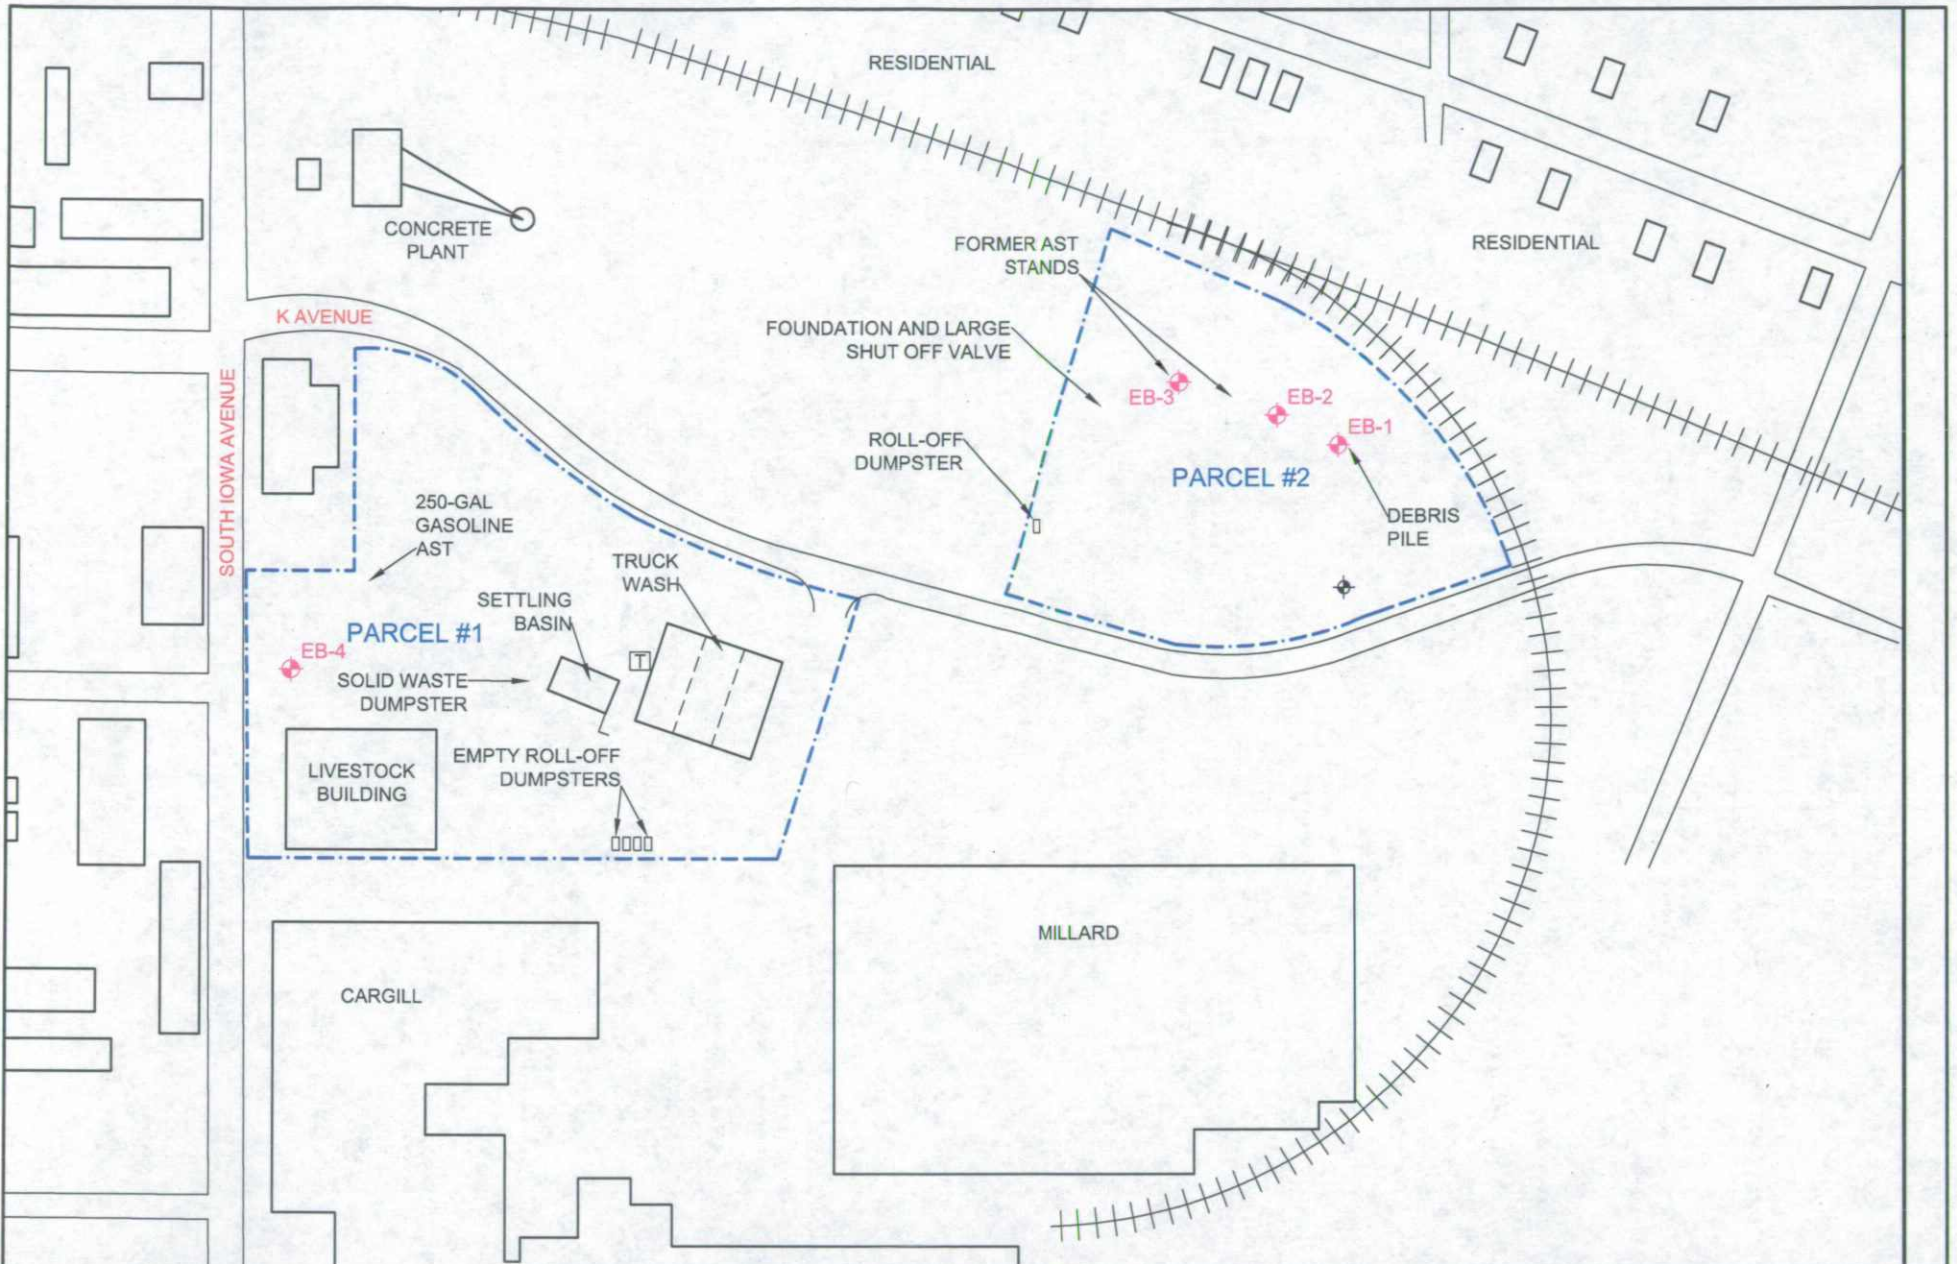 RESIDENTIAL
CONCRETE
PLANT
FORMER AST
STANDS
RESIDENTIAL
K AVENUE
FOUNDATION AND LARGE
SHUT OFF VALVE
SOUTH IOWA AVENUE
EB-3
EB-2
EB-1
ROLL-OFF
DUMPSTER
PARCEL #2
250-GAL
GASOLINE
AST
DEBRIS
PILE
TRUCK
WASH
SETTLING
BASIN
PARCEL #1
EB-4
T
SOLID WASTE
DUMPSTER
EMPTY ROLL-OFF
DUMPSTERS
LIVESTOCK
BUILDING
MILLARD
CARGILL